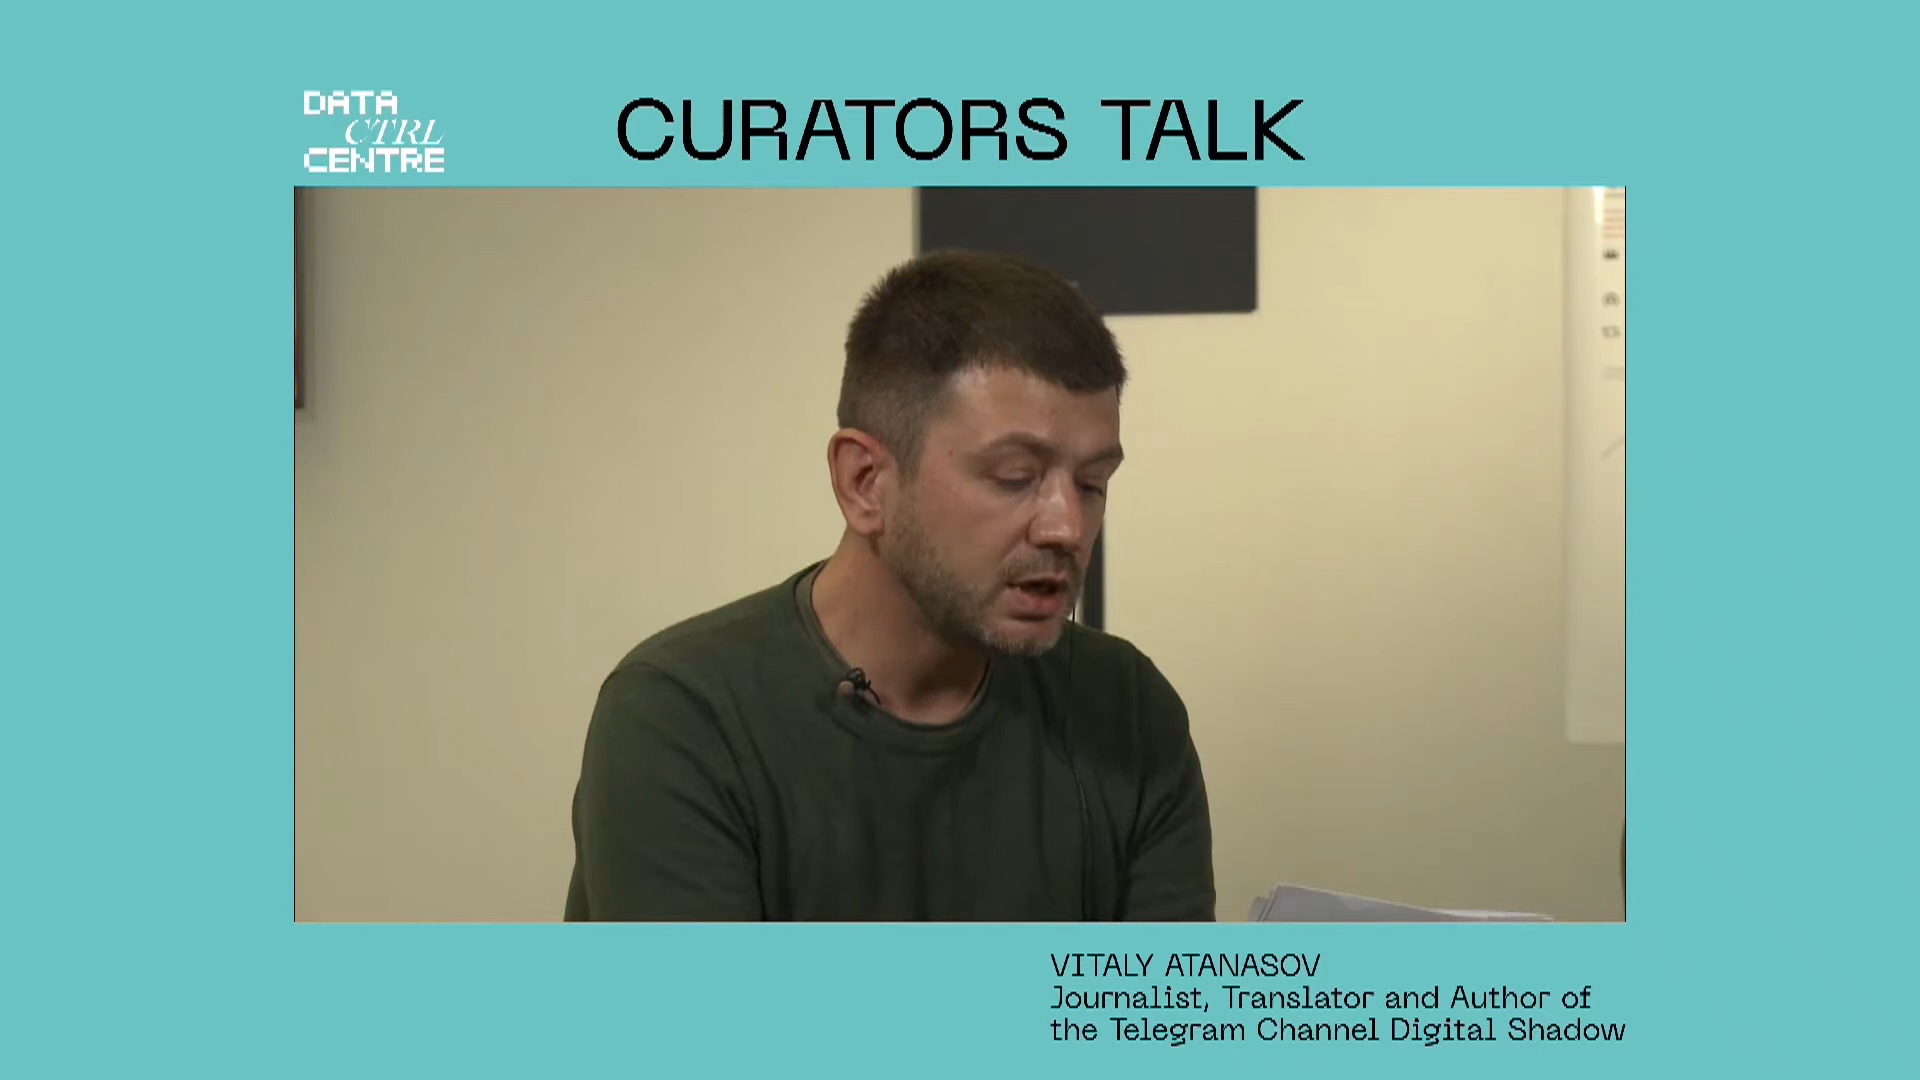 DATA
CTRL
CENTRE
CURATORS TALK
VITALY ATANASOV
Journalist, Translator and Author of
the Telegram Channel Digital Shadow